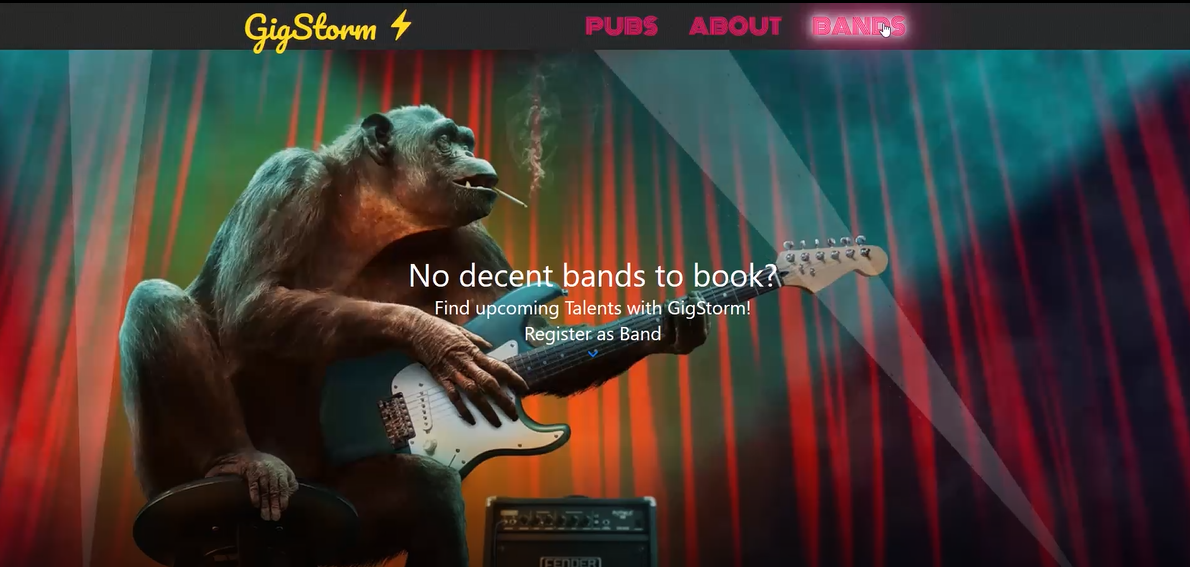 GigStorm
PUBS ABOUT BANDS
No decent bands to book?
Find upcoming Talents with GigStorm!
Register as Band
FENDER